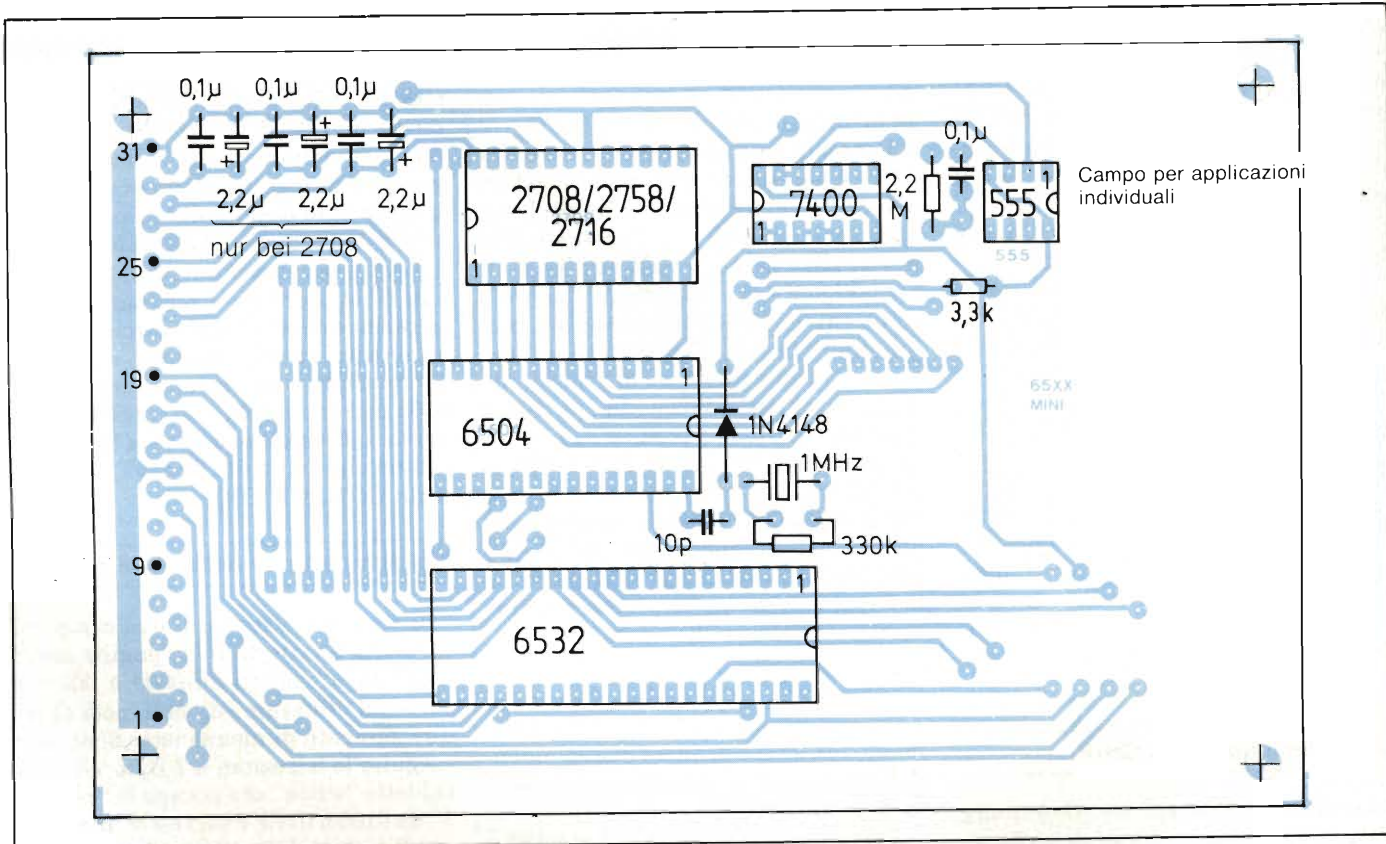 0,1µ 0,1µ 0,1µ
31
2,2µ 2,2µ 2,2µ
nur bei 2708
25
19
9
1
2708/2758/
2716
1
7400
1
2,2
M
0,1µ
555
1
555
Campo per applicazioni
individuali
3,3k
6504
1
1N4148
65XX
MINI
1MHz
10p
330k
6532
1